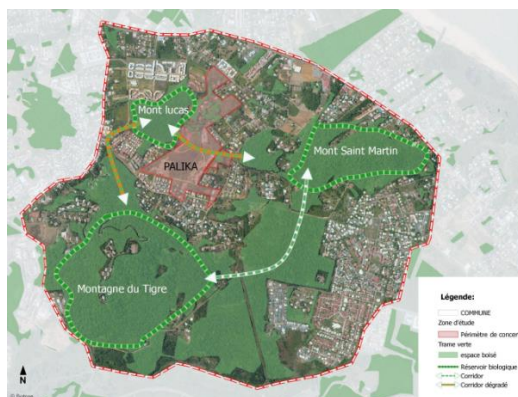 Mont lucas
Mont Saint Martin
PALIKA
Montagne du Tigre
Légende:
COMMUNE
Zone d'étude
Périmètre de concer
Trame verte
espace boisé
Réservoir biologique
Corridor
Corridor dégradé
N